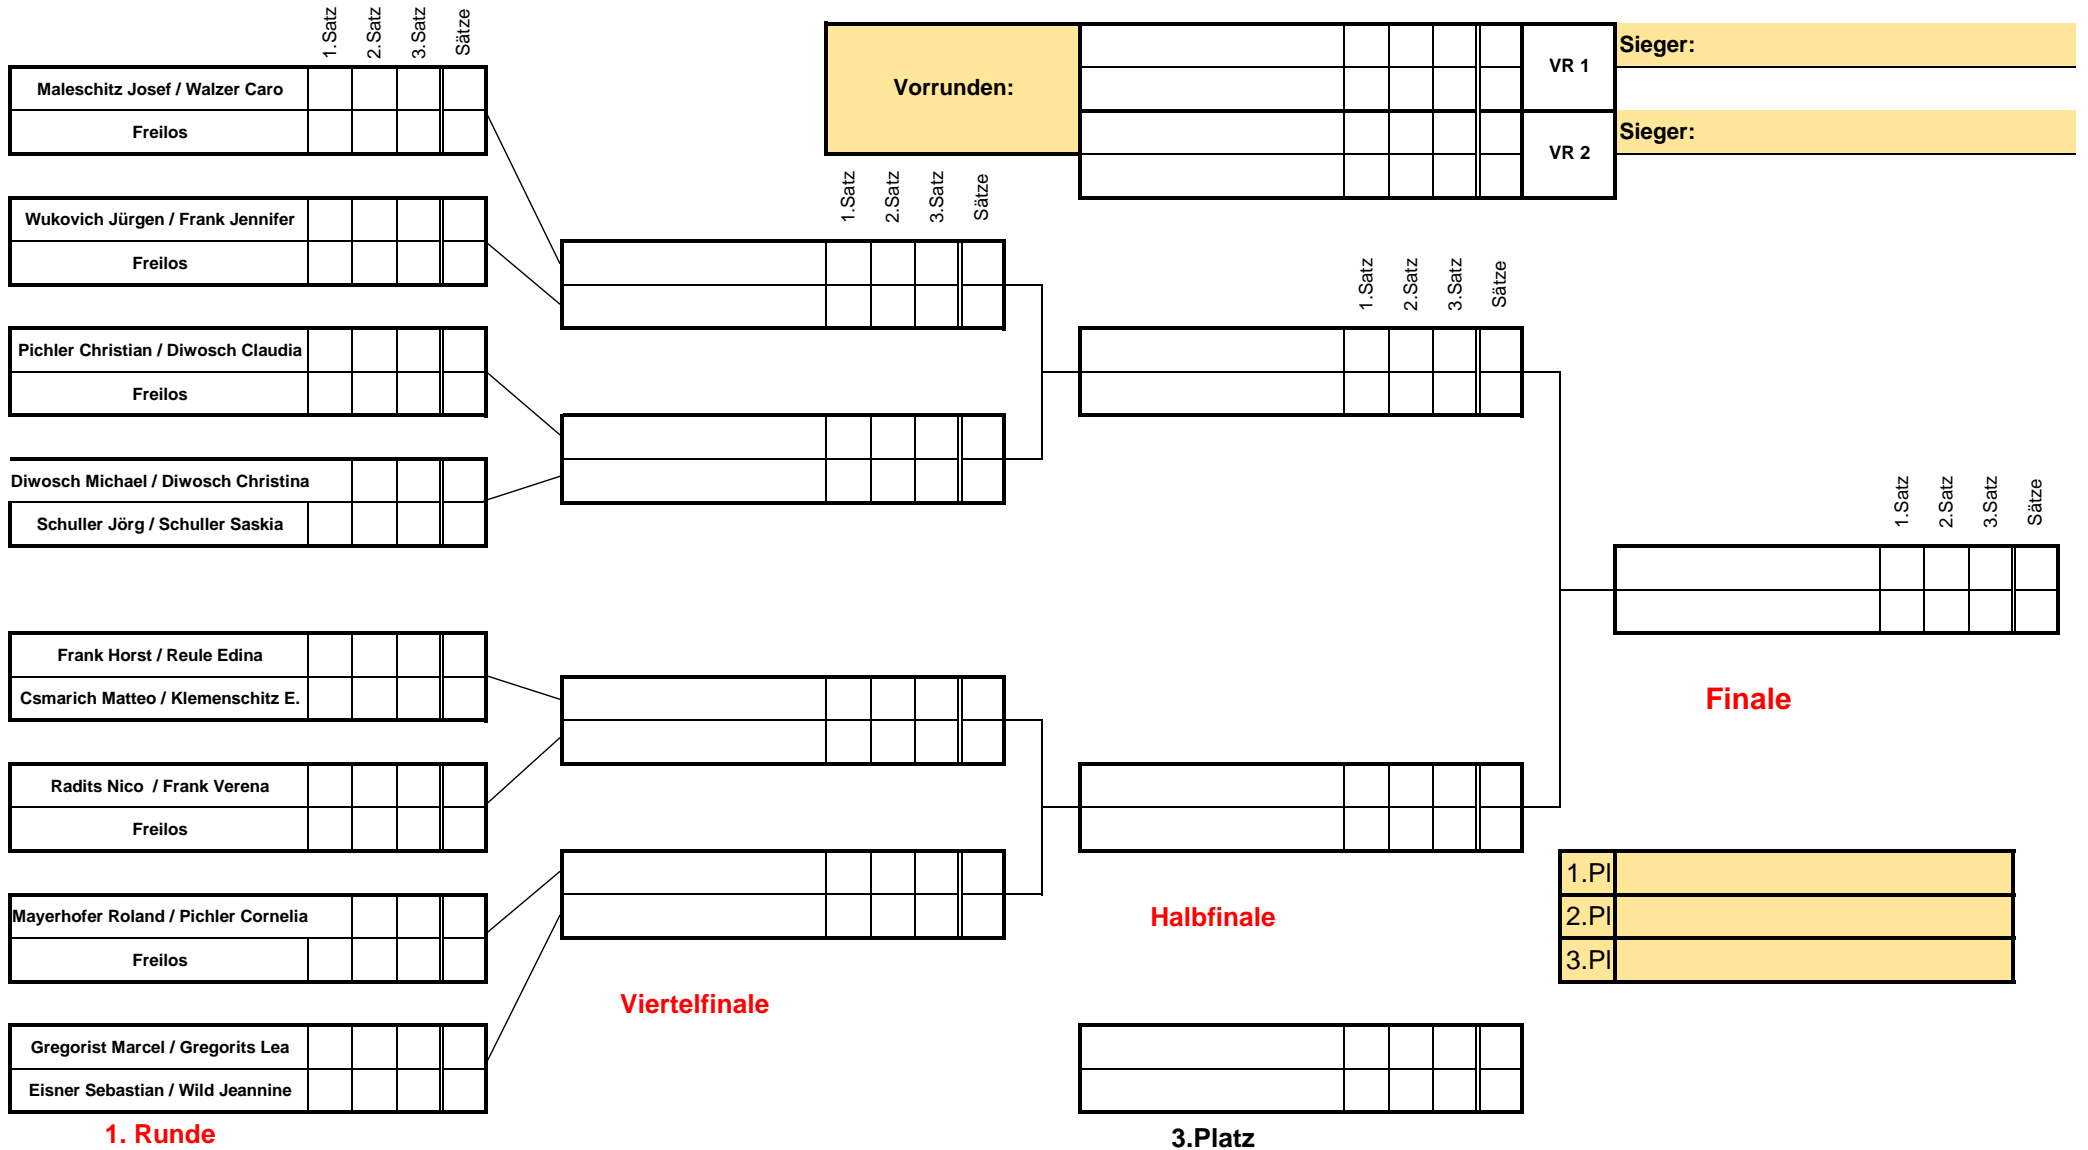 1.Satz 2.Satz 3.Satz Sätze
Maleschitz Josef / Walzer Caro
Freilos
Wukovich Jürgen / Frank Jennifer
Freilos
Pichler Christian / Diwosch Claudia
Freilos
Diwosch Michael / Diwosch Christina
Schuller Jörg / Schuller Saskia
Frank Horst / Reule Edina
Csmarich Matteo / Klemenschitz E.
Radits Nico / Frank Verena
Freilos
Mayerhofer Roland / Pichler Cornelia
Freilos
Gregorist Marcel / Gregorits Lea
Eisner Sebastian / Wild Jeannine
1. Runde
1.Satz 2.Satz 3.Satz Sätze
Viertelfinale
Vorrunden:
VR 1
Sieger:
VR 2
Sieger:
1.Satz 2.Satz 3.Satz Sätze
Halbfinale
3.Platz
1.Satz 2.Satz 3.Satz Sätze
Finale
1.Pl
2.Pl
3.Pl